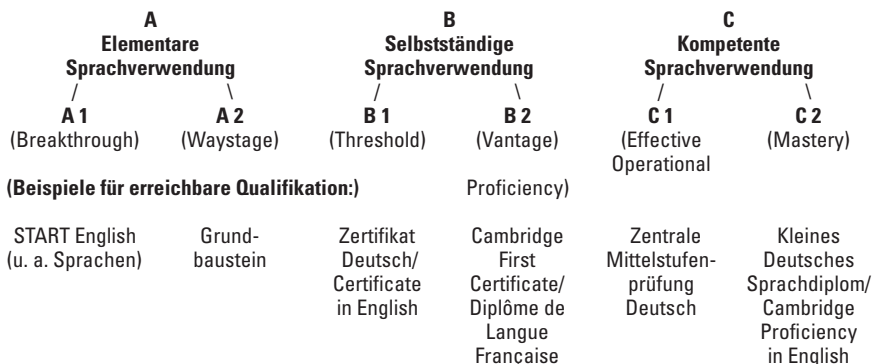 A B C
Elementare Selbstständige Kompetente
Sprachverwendung Sprachverwendung Sprachverwendung
/ \ / \ / \
A 1 A 2 B 1 B 2 C 1 C 2
(Breakthrough) (Waystage) (Threshold) (Vantage) (Effective (Mastery)
Operational
(Beispiele für erreichbare Qualifikation:) Proficiency)
START English Grund- Zertifikat Cambridge Zentrale Kleines
(u. a. Sprachen) baustein Deutsch/ First Mittelstufen- Deutsches
Certificate Certificate/ prüfung Sprachdiplom/
in English Diplôme de Deutsch Cambridge
Langue Proficiency
Française in English